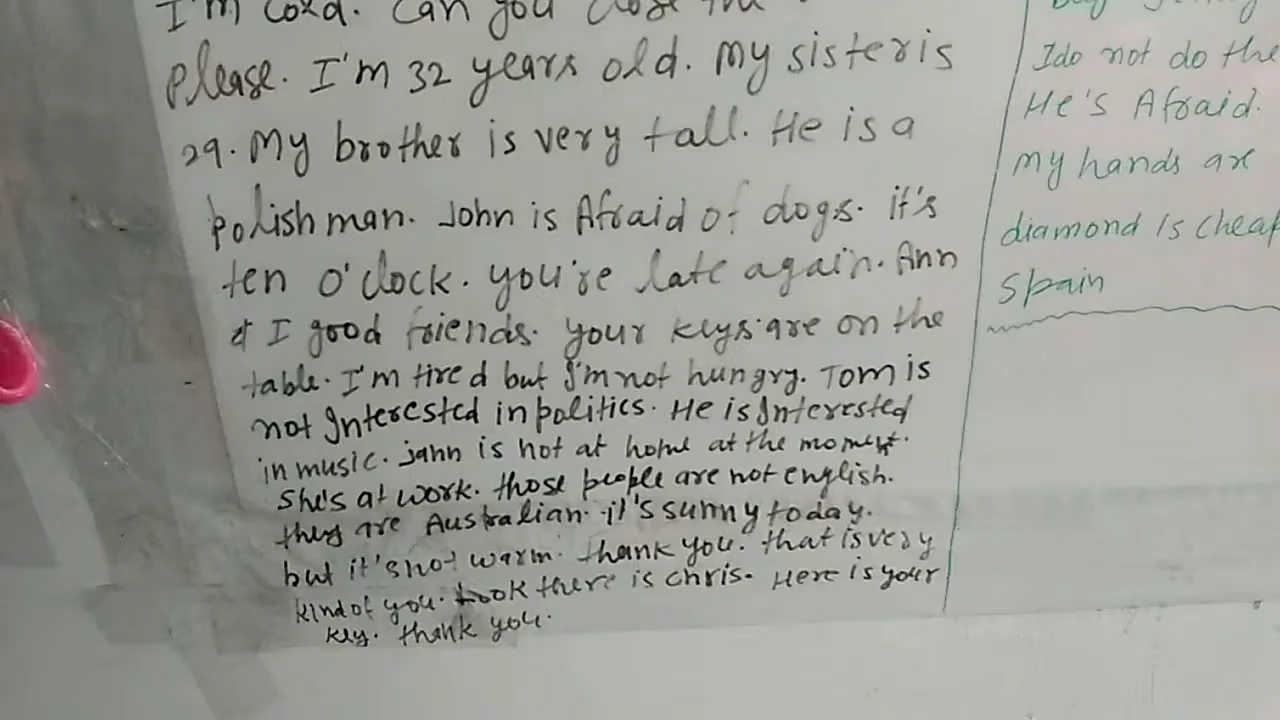 I'm Cold. Can you close the
please. I'm 32 years old. My sister is
29. My brother is very tall. He is a
polish man. John is Afraid of dogs. it's
ten o'clock. you're late again. Ann
& I good friends. your keys are on the
table. I'm tired but I'm not hungry. Tom is
not Interested in politics. He is Interested
in music. jann is not at home at the moment.
She's at work. those people are not english.
they are Australian. it's sunny today.
but it's not warm. thank you. that is very
kind of you. Look there is chris. Here is your
key. thank you.
I do not do the
He's Afraid.
my hands are
diamond is cheap
Spain